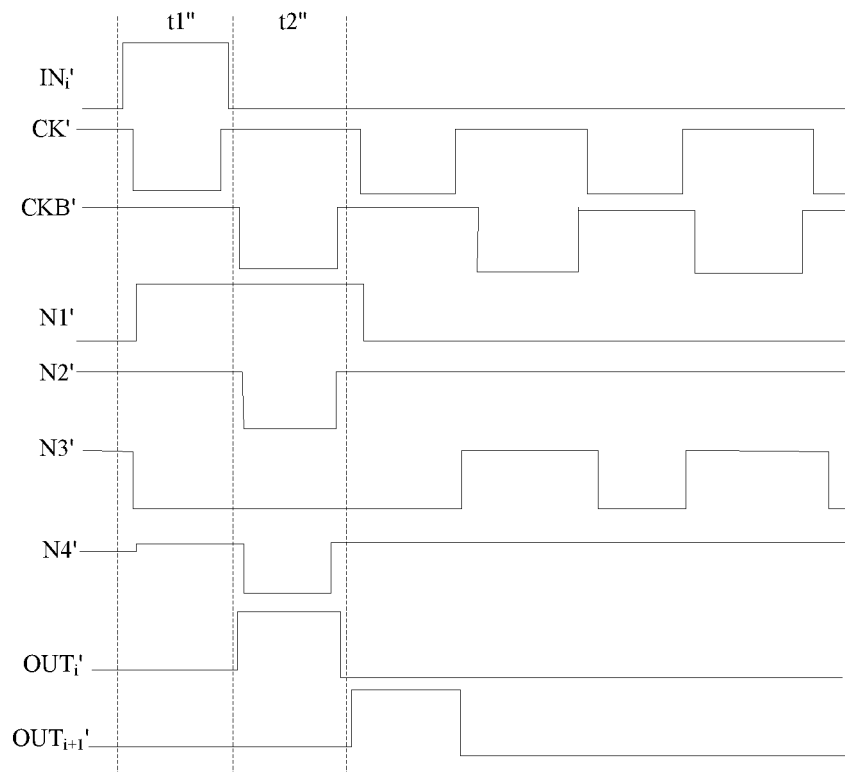 t1" t2"
INi'
CK'
CKB'
N1'
N2'
N3'
N4'
OUTi'
OUTi+1'